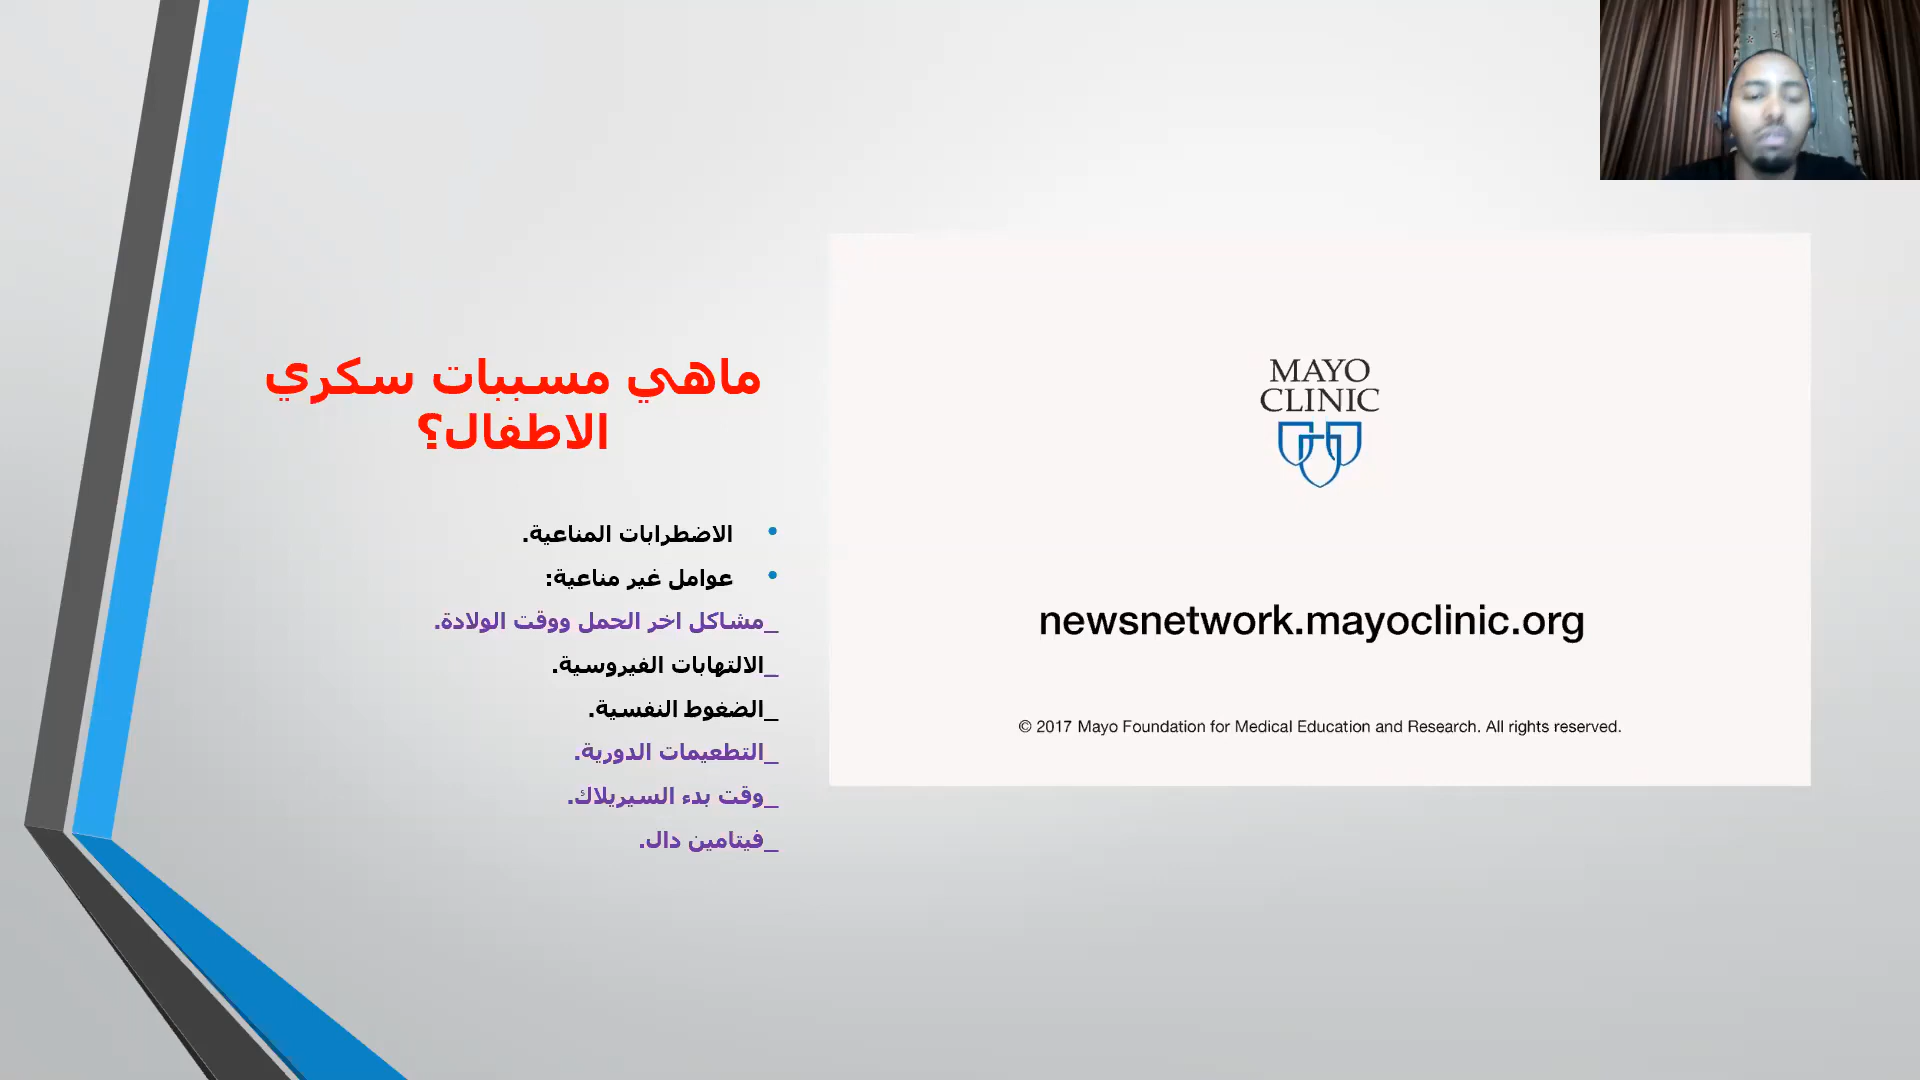 ماهي مسببات سكري
الاطفال؟
• الاضطرابات المناعية.
• عوامل غير مناعية:
_مشاكل اخر الحمل ووقت الولادة.
_الالتهابات الفيروسية.
_الضغوط النفسية.
_التطعيمات الدورية.
_وقت بدء السيريلاك.
_فيتامين دال.
MAYO
CLINIC
newsnetwork.mayoclinic.org
© 2017 Mayo Foundation for Medical Education and Research. All rights reserved.